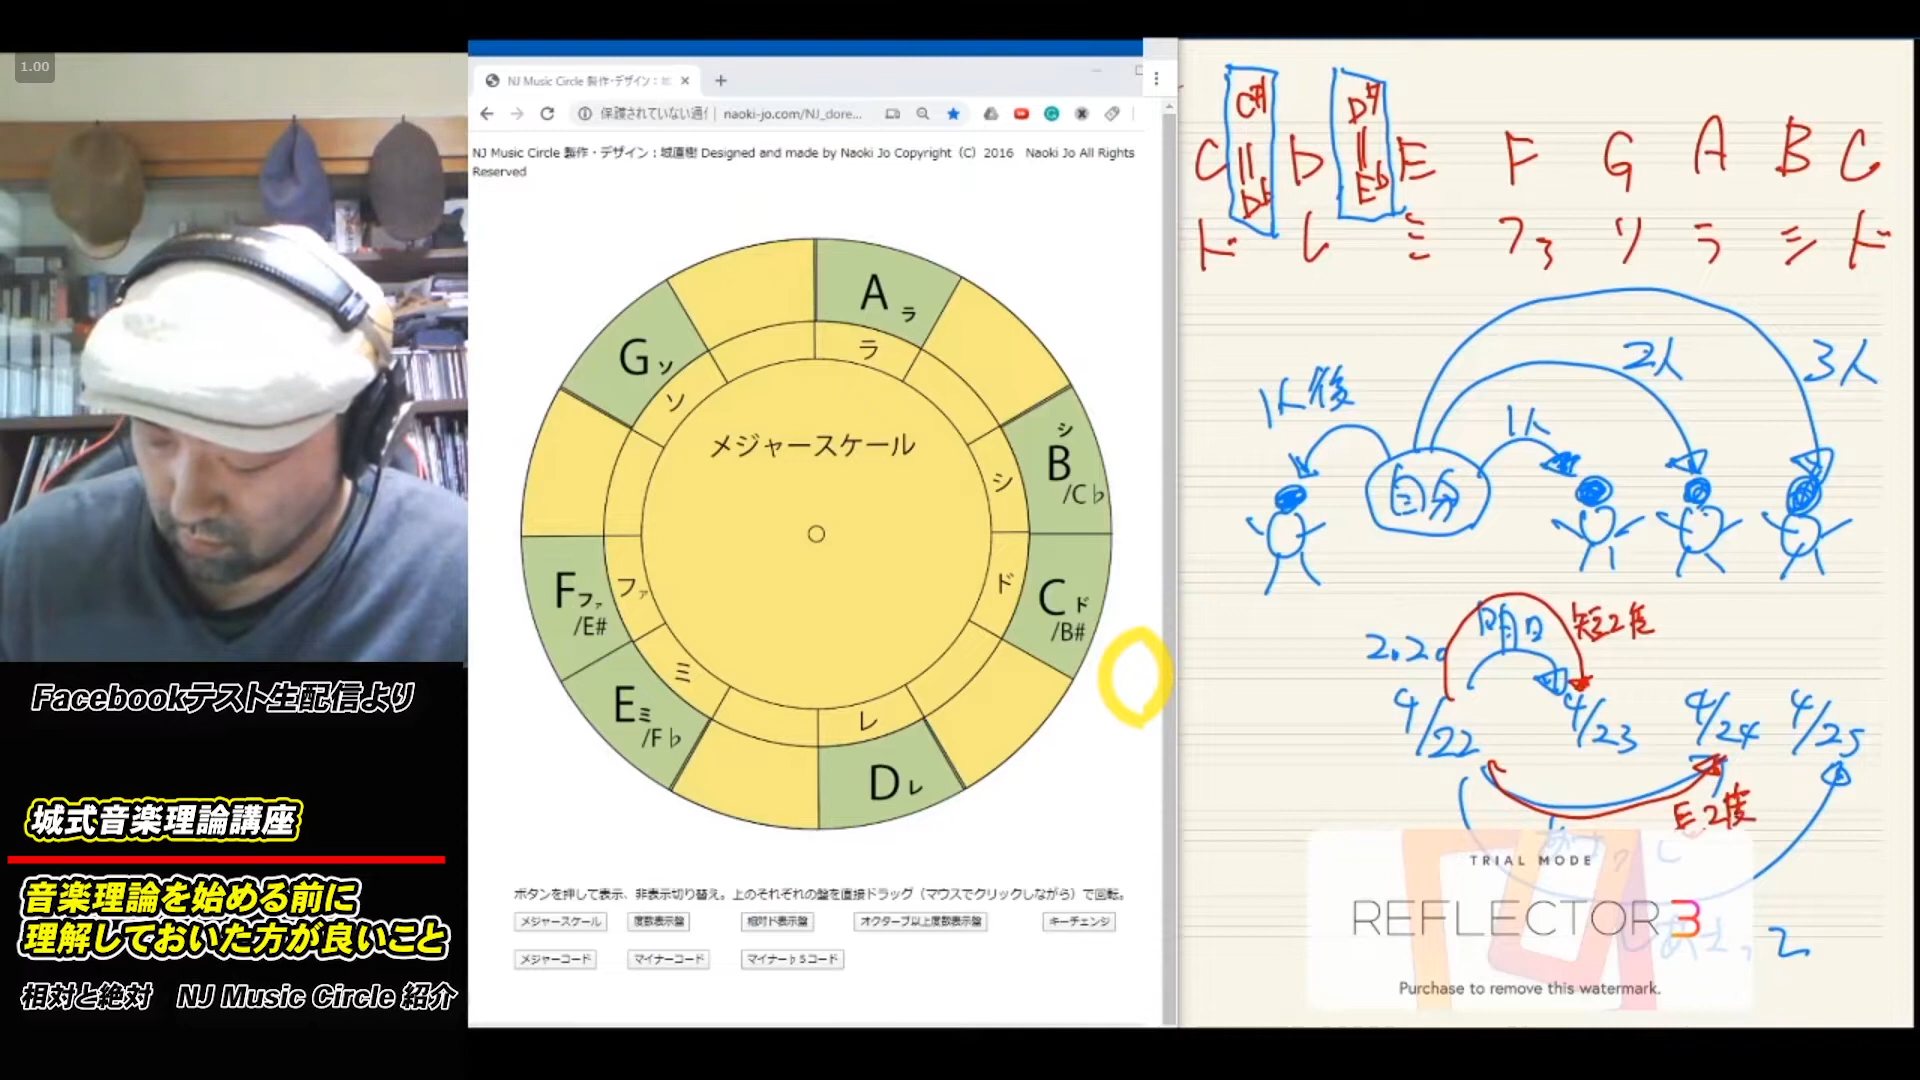 1.00
NJ Music Circle 製作・デザイン：城
保護されていない通信
naoki-jo.com/NJ_dore...
NJ Music Circle 製作・デザイン：城直樹 Designed and made by Naoki Jo Copyright（C）2016 Naoki Jo All Rights
Reserved
A ラ
ラ
G ソ
ソ
メジャースケール
シ
B
/C♭
シ
ド
C ド
/B#
F ファ
/E#
ファ
ミ
E ミ
/F♭
レ
D レ
ボタンを押して表示、非表示切り替え。上のそれぞれの盤を直接ドラッグ（マウスでクリックしながら）で回転。
メジャースケール 度数表示盤 相対ド表示盤 オクターブ以上度数表示盤 キーチェンジ
メジャーコード マイナーコード マイナー♭5コード
Facebookテスト生配信より
城式音楽理論講座
音楽理論を始める前に
理解しておいた方が良いこと
相対と絶対 NJ Music Circle 紹介
C# D#
C D E F G A B C
D♭ E♭
ド レ ミ ファ ソ ラ シ ド
2人 3人
1人後 1人
自分
明日 短2度
2020
4/22 4/23 4/24 4/25
長2度
TRIAL MODE
REFLECTOR 3
Purchase to remove this watermark.